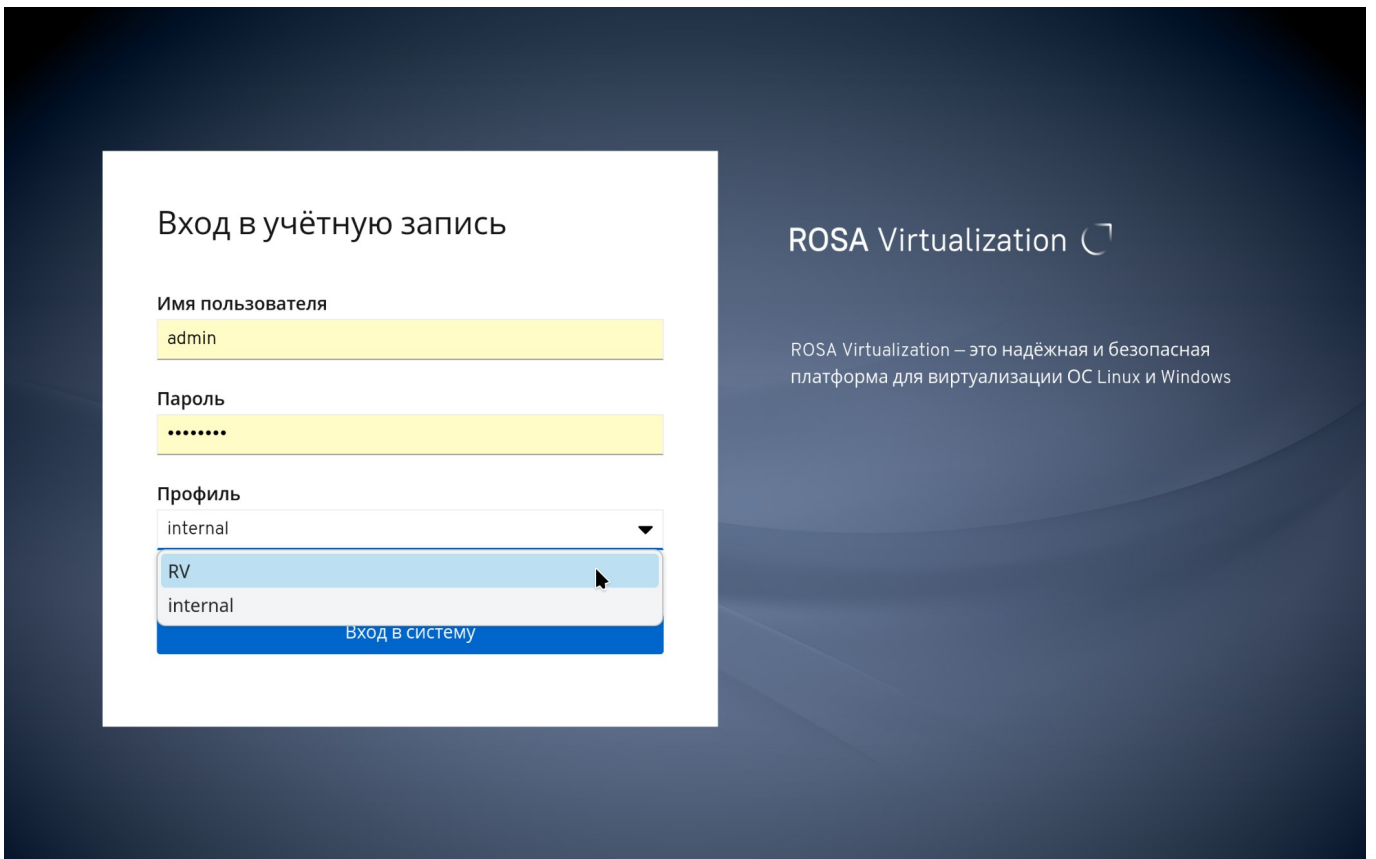 Вход в учётную запись
Имя пользователя
admin
Пароль
••••••••
Профиль
internal
RV
internal
Вход в систему
ROSA Virtualization
ROSA Virtualization – это надёжная и безопасная
платформа для виртуализации ОС Linux и Windows